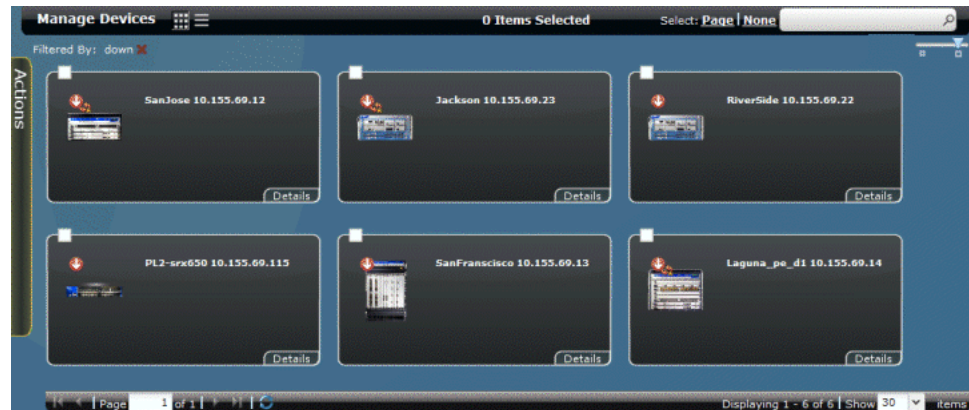 Manage Devices 0 Items Selected Select: Page | None
Filtered By: down
Actions
SanJose 10.155.69.12 Jackson 10.155.69.23 RiverSide 10.155.69.22
Details Details Details
PL2-srx650 10.155.69.115 SanFranscisco 10.155.69.13 Laguna_pe_d1 10.155.69.14
Details Details Details
Page 1 of 1 Displaying 1 - 6 of 6 | Show 30 items